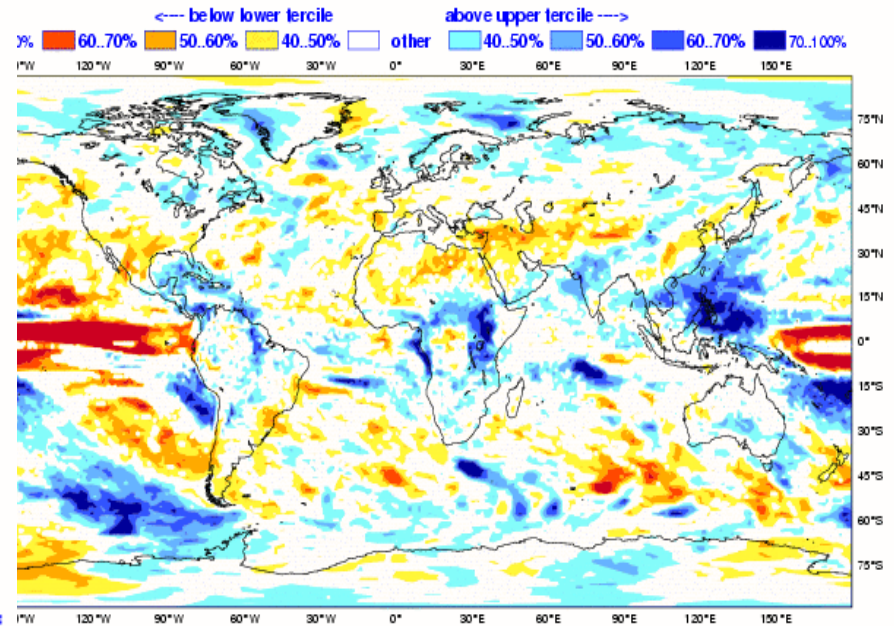 <---- below lower tercile above upper tercile ---->
0% 60..70% 50..60% 40..50% other 40..50% 50..60% 60..70% 70..100%
°W 120°W 90°W 60°W 30°W 0° 30°E 60°E 90°E 120°E 150°E
75°N
60°N
45°N
30°N
15°N
0°
15°S
30°S
45°S
60°S
75°S
°W 120°W 90°W 60°W 30°W 0° 30°E 60°E 90°E 120°E 150°E